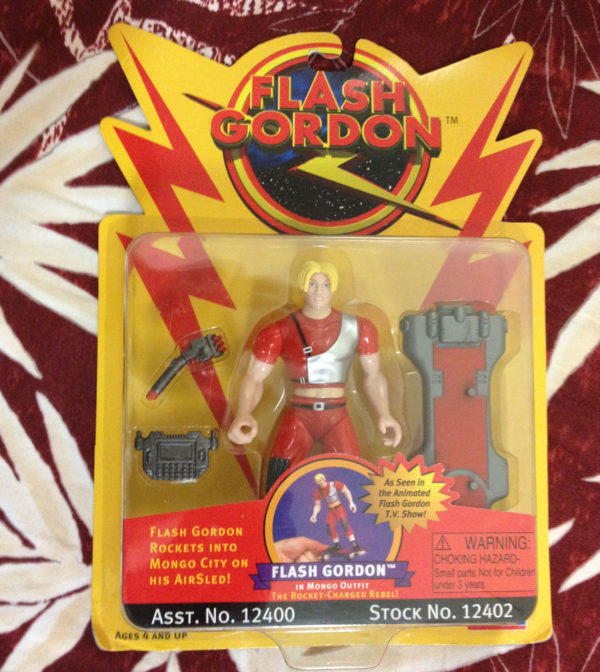 FLASH
GORDON™
As Seen in
the Animated
Flash Gordon
T.V. Show!
FLASH GORDON
ROCKETS INTO
MONGO CITY ON
HIS AIRSLED!
FLASH GORDON™
IN MONGO OUTFIT
THE ROCKET-CHARGED REBEL!
⚠ WARNING:
CHOKING HAZARD-
Small parts. Not for Children
under 3 years.
ASST. NO. 12400
STOCK NO. 12402
AGES 4 AND UP